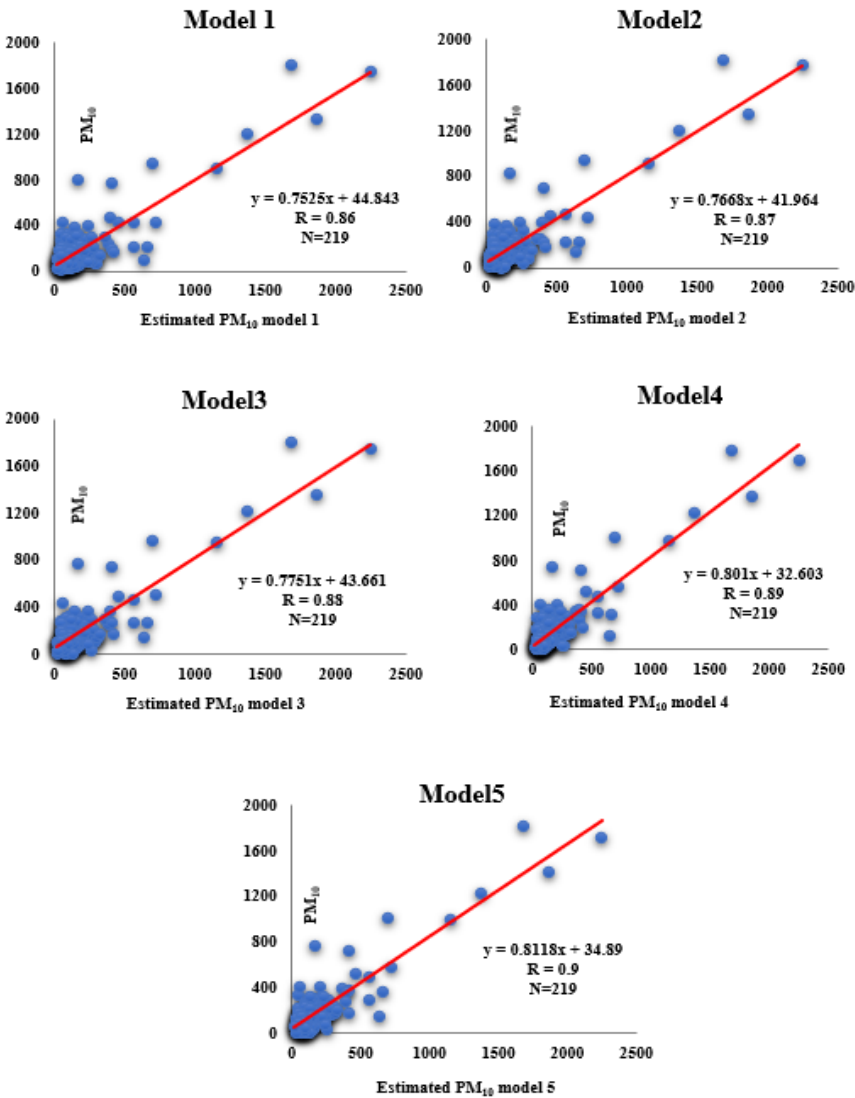 Model 1
2000
1600
1200
800
400
0
PM₁₀
y = 0.7525x + 44.843
R = 0.86
N=219
0 500 1000 1500 2000 2500
Estimated PM₁₀ model 1
Model2
2000
1600
1200
800
400
0
PM₁₀
y = 0.7668x + 41.964
R = 0.87
N=219
0 500 1000 1500 2000 2500
Estimated PM₁₀ model 2
Model3
2000
1600
1200
800
400
0
PM₁₀
y = 0.7751x + 43.661
R = 0.88
N=219
0 500 1000 1500 2000 2500
Estimated PM₁₀ model 3
Model4
2000
1600
1200
800
400
0
PM₁₀
y = 0.801x + 32.603
R = 0.89
N=219
0 500 1000 1500 2000 2500
Estimated PM₁₀ model 4
Model5
2000
1600
1200
800
400
0
PM₁₀
y = 0.8118x + 34.89
R = 0.9
N=219
0 500 1000 1500 2000 2500
Estimated PM₁₀ model 5